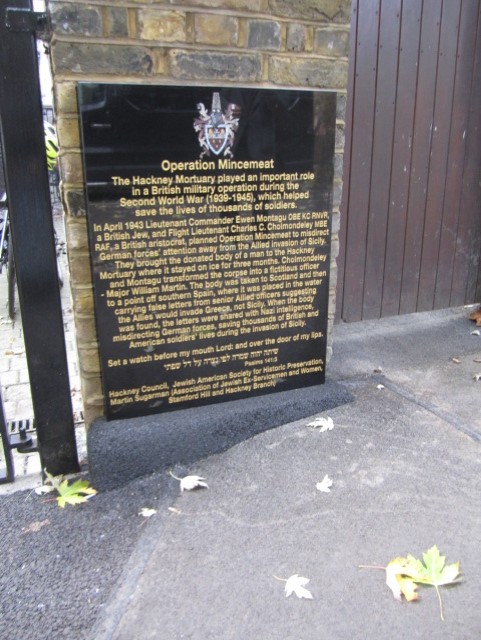 Operation Mincemeat
The Hackney Mortuary played an important role
in a British military operation during the
Second World War (1939-1945), which helped
save the lives of thousands of soldiers.
In April 1943 Lieutenant Commander Ewen Montagu OBE KC RNVR,
a British Jew, and Flight Lieutenant Charles C. Cholmondeley MBE
RAF, a British aristocrat, planned Operation Mincemeat to misdirect
German forces' attention away from the Allied invasion of Sicily.
They brought the donated body of a man to the Hackney
Mortuary where it stayed on ice for three months. Cholmondeley
and Montagu transformed the corpse into a fictitious officer
- Major William Martin. The body was taken to Scotland and then
to a point off southern Spain, where it was placed in the water
carrying false letters from senior Allied officers suggesting
the Allies would invade Greece, not Sicily. When the body
was found, the letters were shared with Nazi intelligence,
misdirecting German forces, saving thousands of British and
American soldiers' lives during the invasion of Sicily.
Set a watch before my mouth Lord: and over the door of my lips.
שיתה יהוה שמרה לפי נצרה על דל שפתי
Psalms 141:3
Hackney Council, Jewish American Society for Historic Preservation,
Martin Sugarman (Association of Jewish Ex-Servicemen and Women,
Stamford Hill and Hackney Branch)